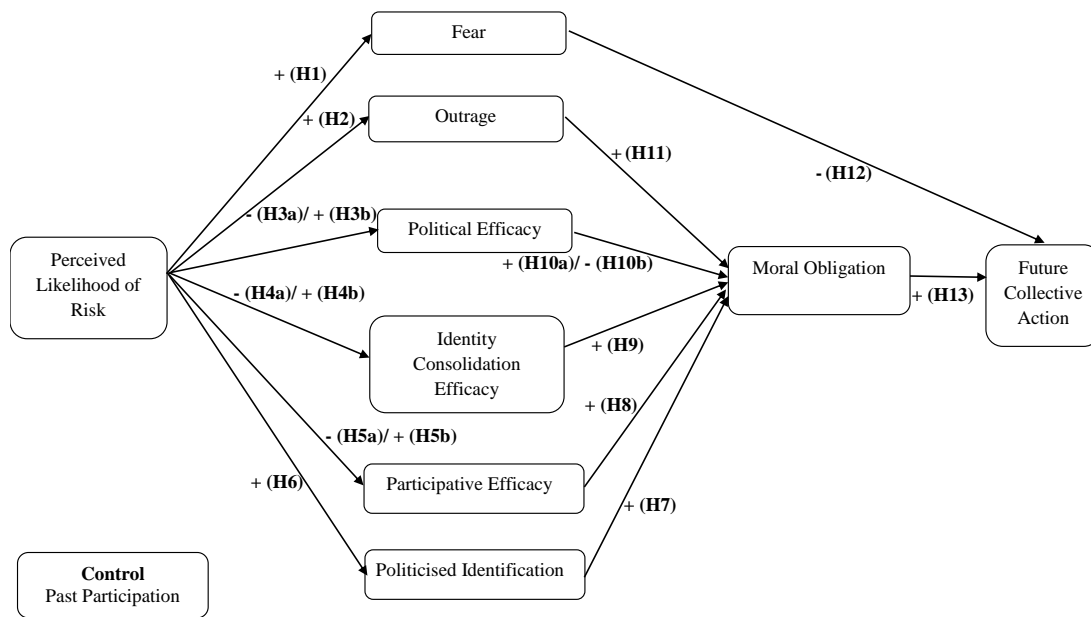 Fear
+ (H1)
+ (H2)
Outrage
+ (H11)
- (H12)
- (H3a)/ + (H3b)
Political Efficacy
+ (H10a)/ - (H10b)
Perceived
Likelihood of
Risk
Moral Obligation
Future
Collective
Action
+ (H13)
- (H4a)/ + (H4b)
Identity
Consolidation
Efficacy
+ (H9)
+ (H8)
- (H5a)/ + (H5b)
+ (H6)
Participative Efficacy
+ (H7)
Politicised Identification
Control
Past Participation